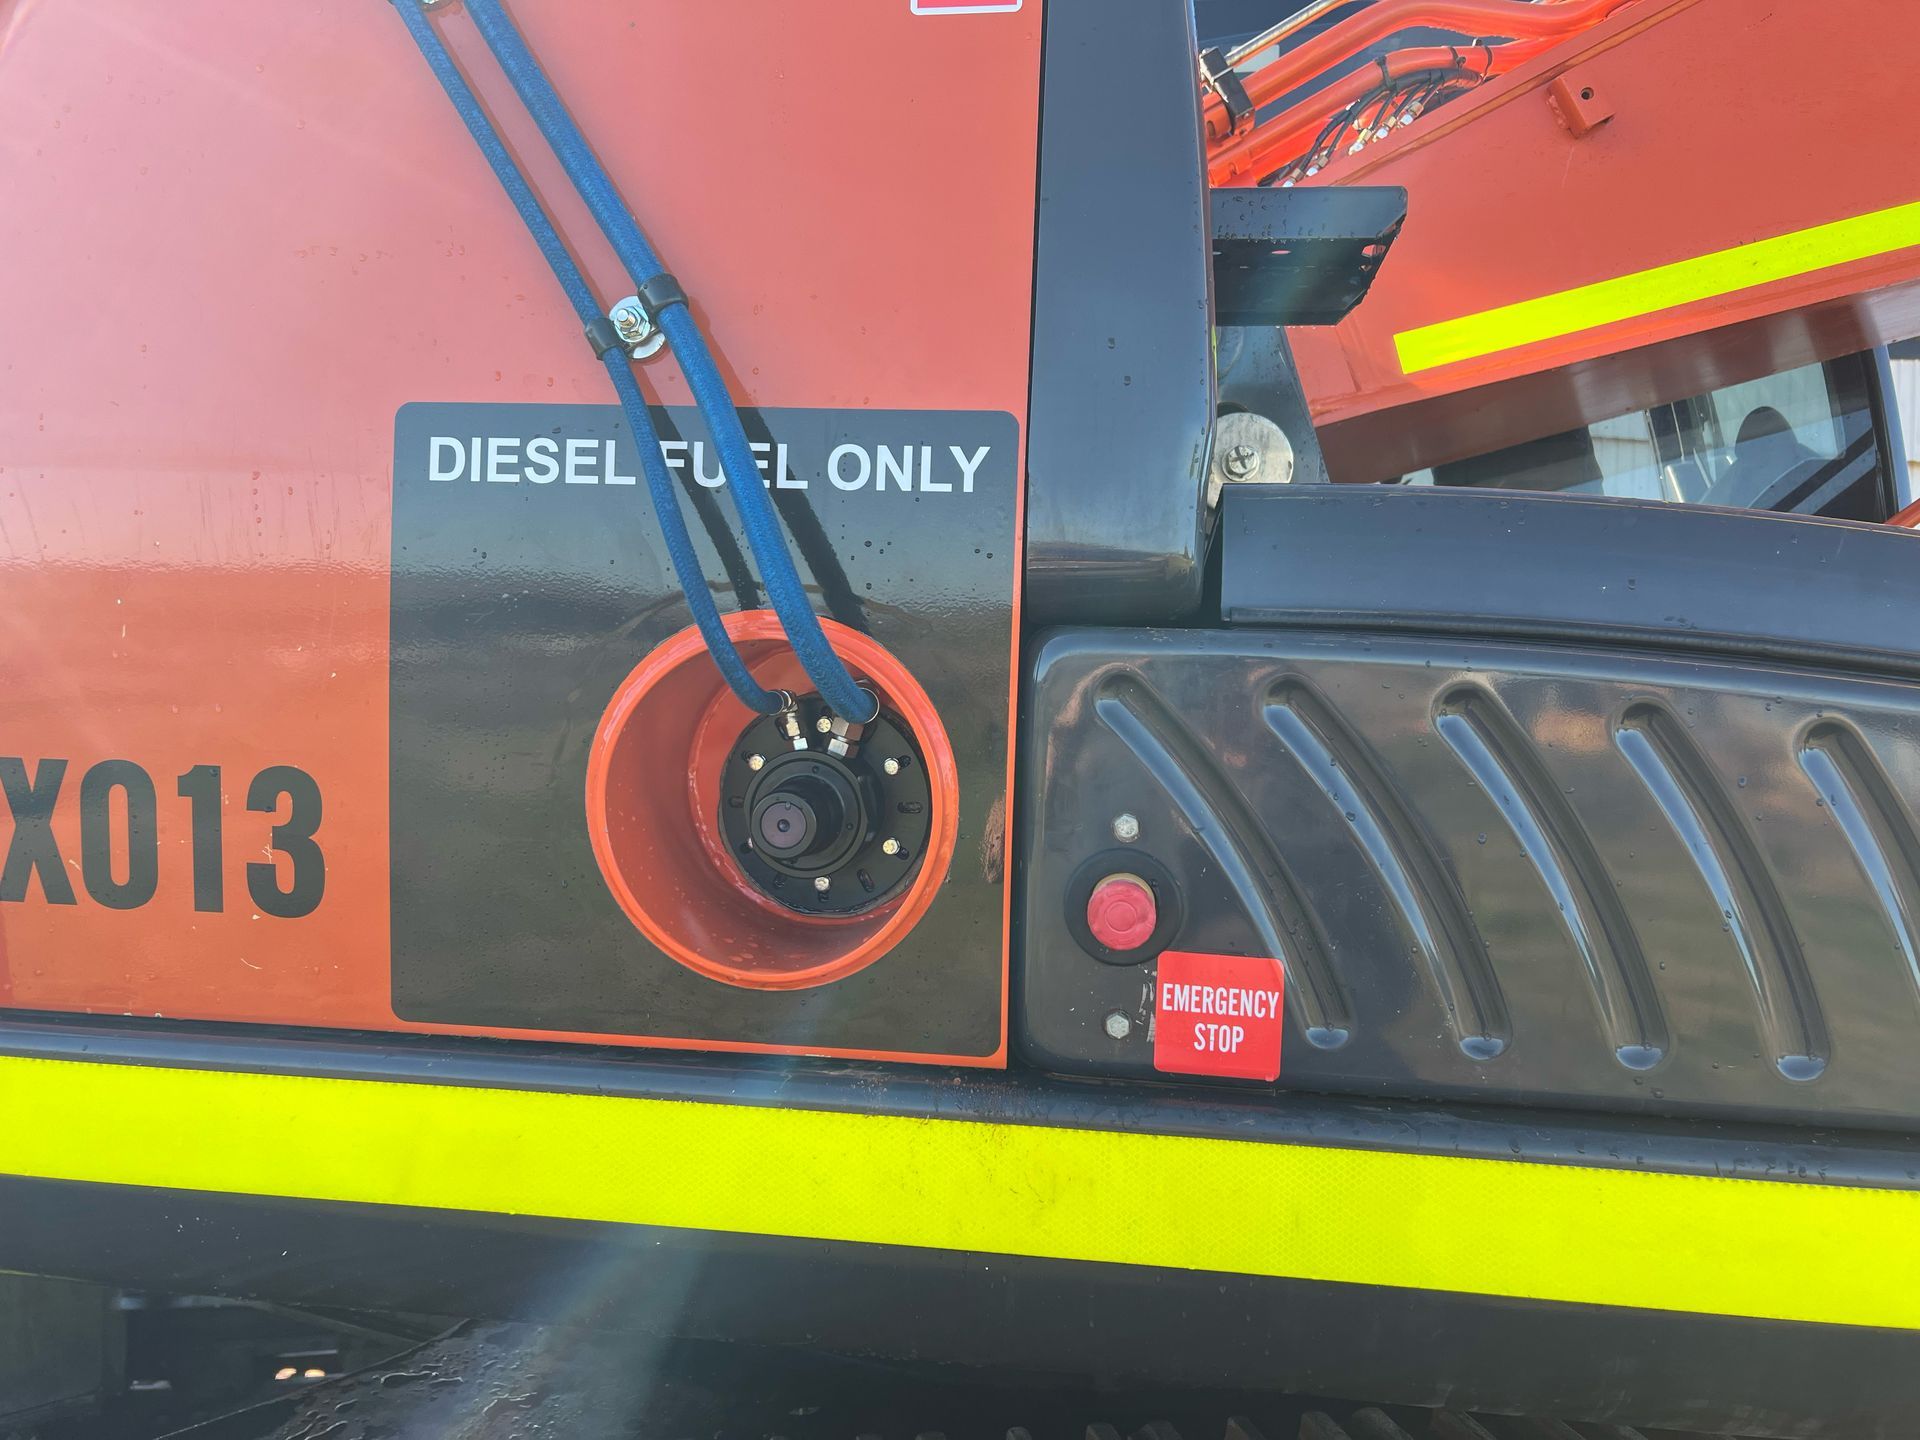 DIESEL FUEL ONLY
X013
EMERGENCY
STOP